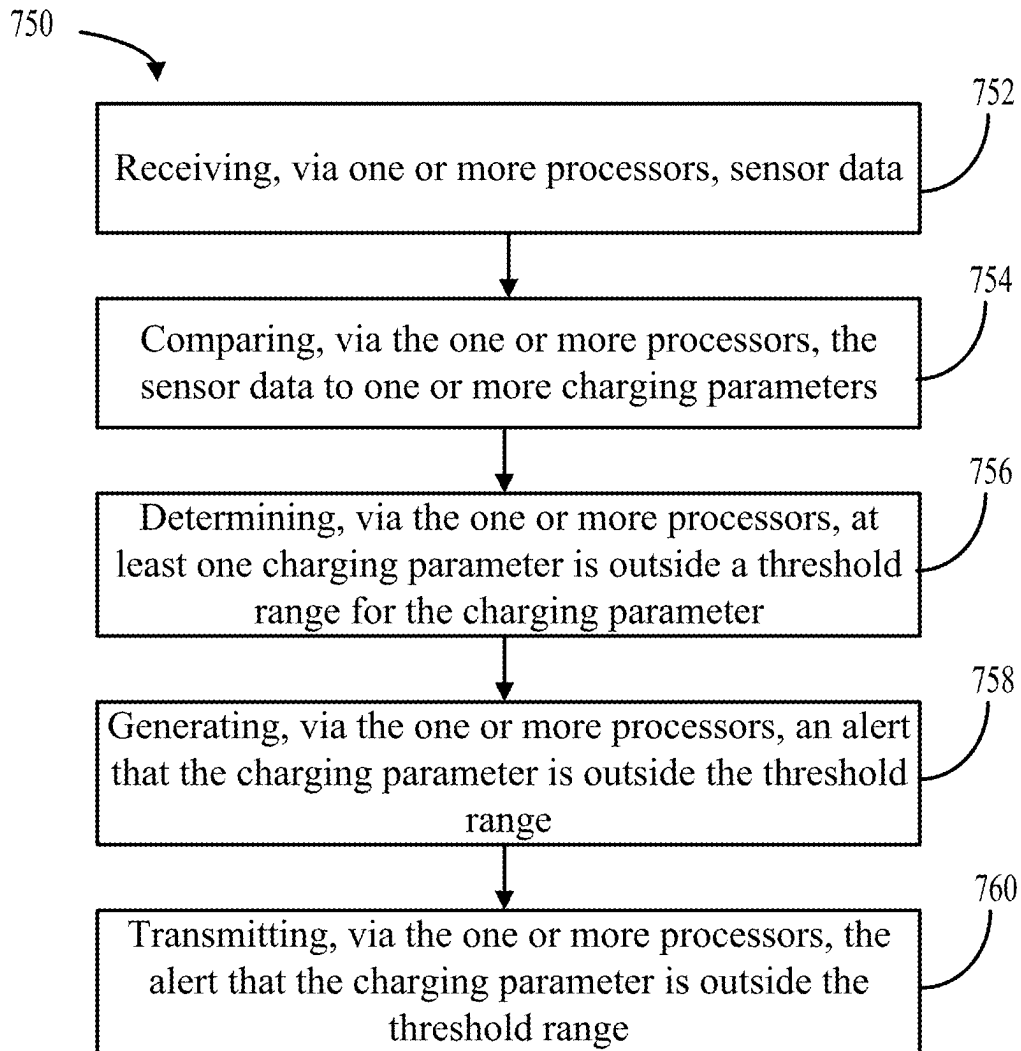 750
752
Receiving, via one or more processors, sensor data
754
Comparing, via the one or more processors, the
sensor data to one or more charging parameters
756
Determining, via the one or more processors, at
least one charging parameter is outside a threshold
range for the charging parameter
758
Generating, via the one or more processors, an alert
that the charging parameter is outside the threshold
range
760
Transmitting, via the one or more processors, the
alert that the charging parameter is outside the
threshold range